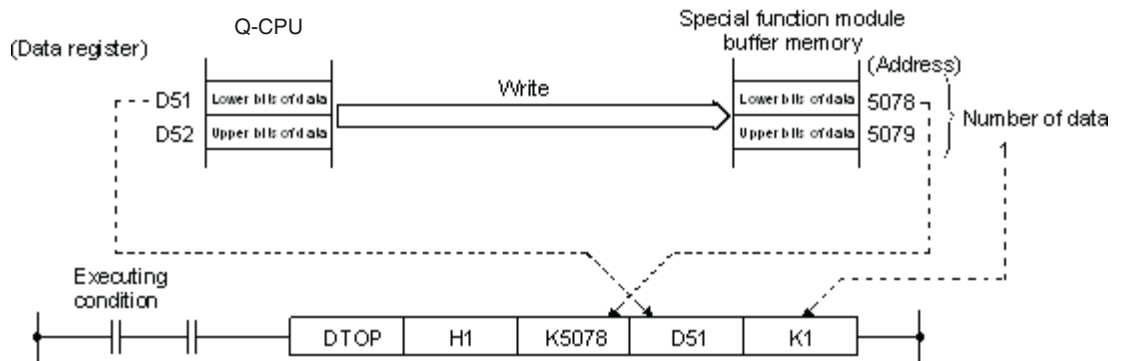 Q-CPU
Special function module
buffer memory
(Data register)
(Address)
Write
D51
Lower bits of data
Lower bits of data
5078
D52
Upper bits of data
Upper bits of data
5079
Number of data
1
Executing
condition
DTOP
H1
K5078
D51
K1